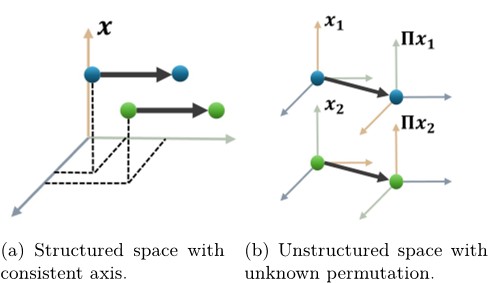 x
x₁
Πx₁
x₂
Πx₂
(a) Structured space with
consistent axis.
(b) Unstructured space with
unknown permutation.